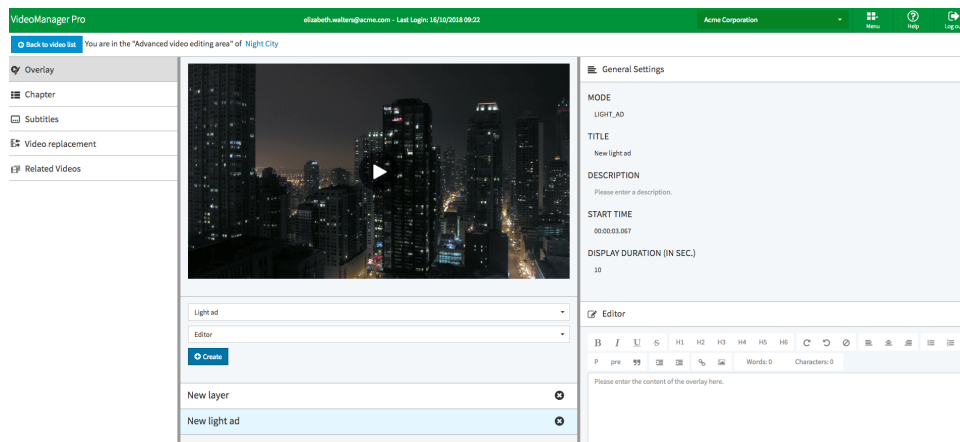 VideoManager Pro
elizabeth.walters@acme.com - Last Login: 16/10/2018 09:22
Acme Corporation
Menu
Help
Log ou
Back to video list You are in the "Advanced video editing area" of Night City
Overlay
Chapter
Subtitles
Video replacement
Related Videos
Light ad
Editor
Create
New layer
New light ad
General Settings
MODE
LIGHT_AD
TITLE
New light ad
DESCRIPTION
Please enter a description.
START TIME
00:00:03.067
DISPLAY DURATION (IN SEC.)
10
Editor
B I U S H1 H2 H3 H4 H5 H6
P pre Words: 0 Characters: 0
Please enter the content of the overlay here.